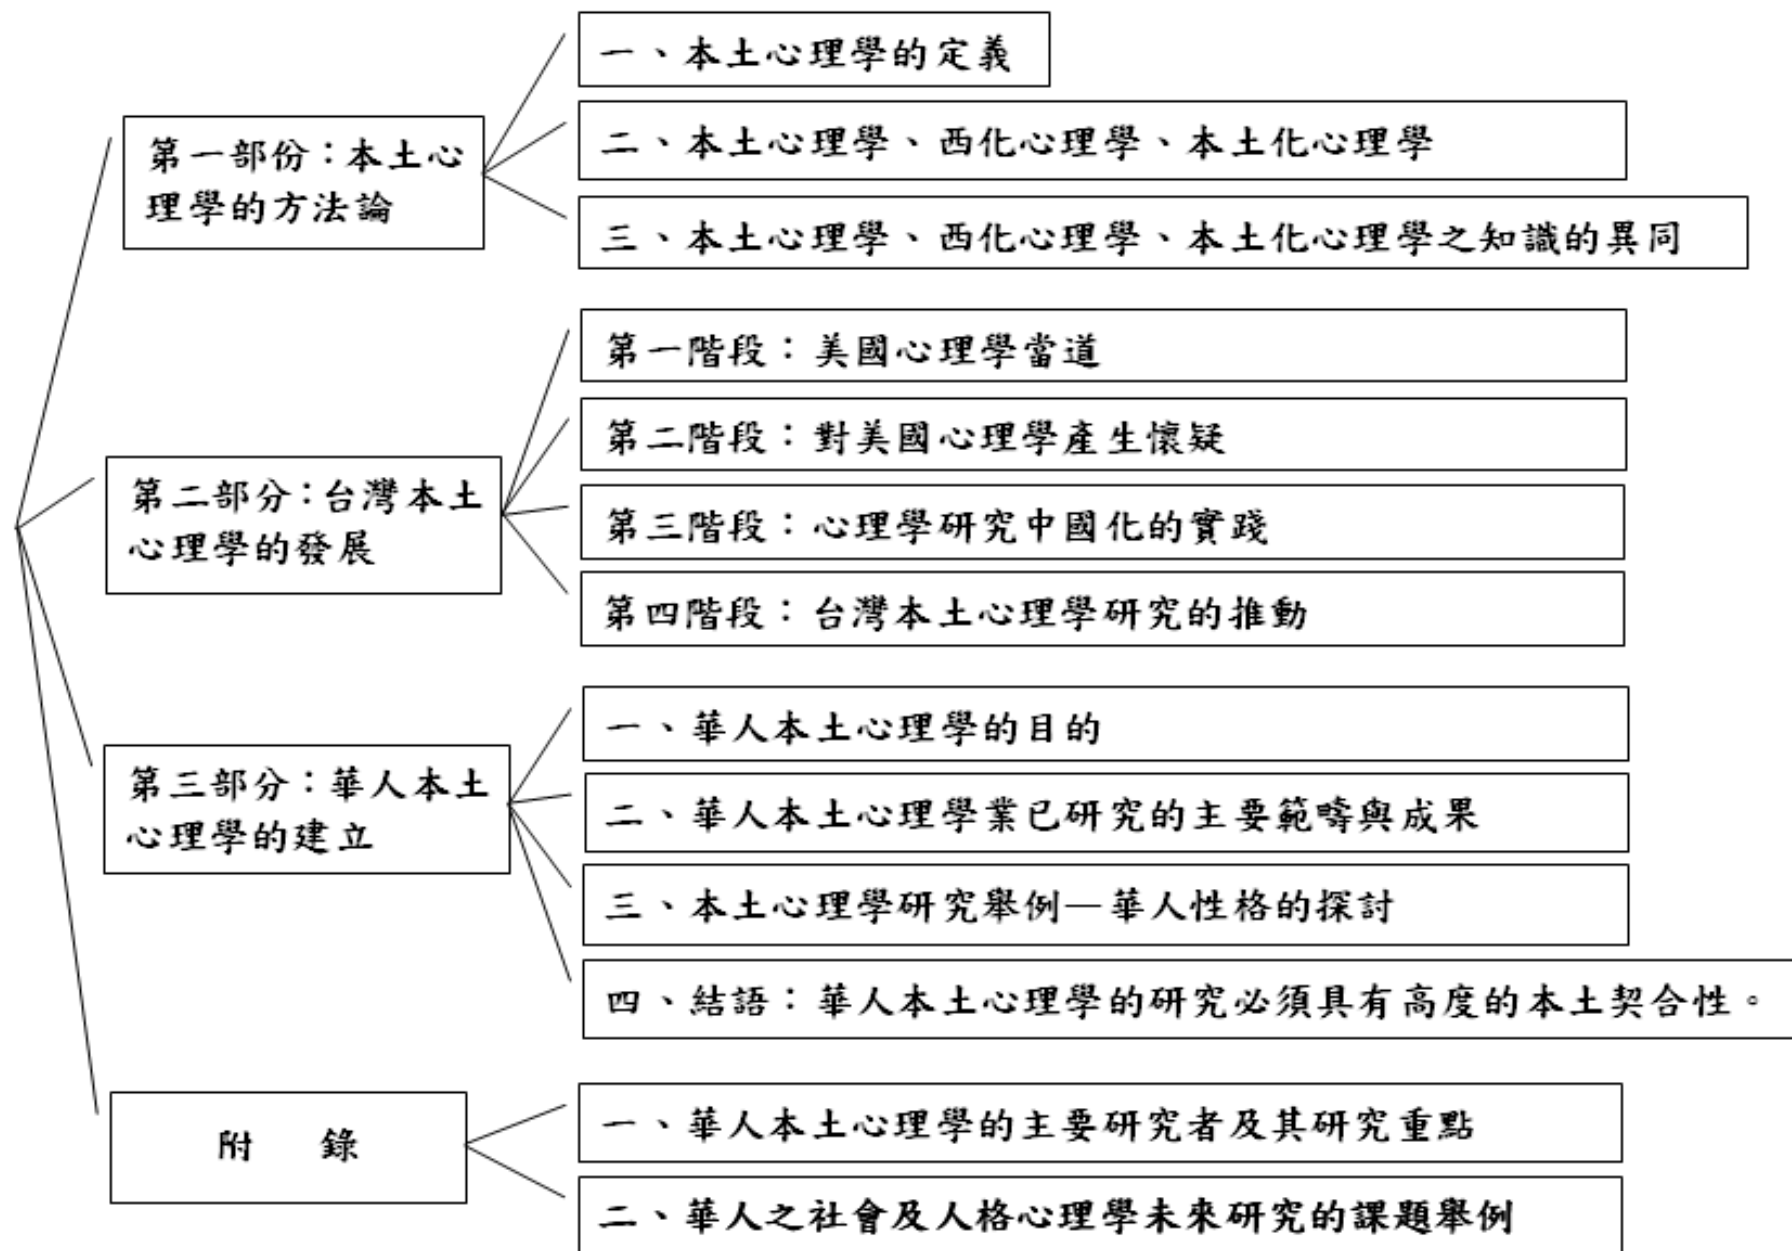 第一部份：本土心
理學的方法論
一、本土心理學的定義
二、本土心理學、西化心理學、本土化心理學
三、本土心理學、西化心理學、本土化心理學之知識的異同
第二部分：台灣本土
心理學的發展
第一階段：美國心理學當道
第二階段：對美國心理學產生懷疑
第三階段：心理學研究中國化的實踐
第四階段：台灣本土心理學研究的推動
第三部分：華人本土
心理學的建立
一、華人本土心理學的目的
二、華人本土心理學業已研究的主要範疇與成果
三、本土心理學研究舉例—華人性格的探討
四、結語：華人本土心理學的研究必須具有高度的本土契合性。
附 錄
一、華人本土心理學的主要研究者及其研究重點
二、華人之社會及人格心理學未來研究的課題舉例